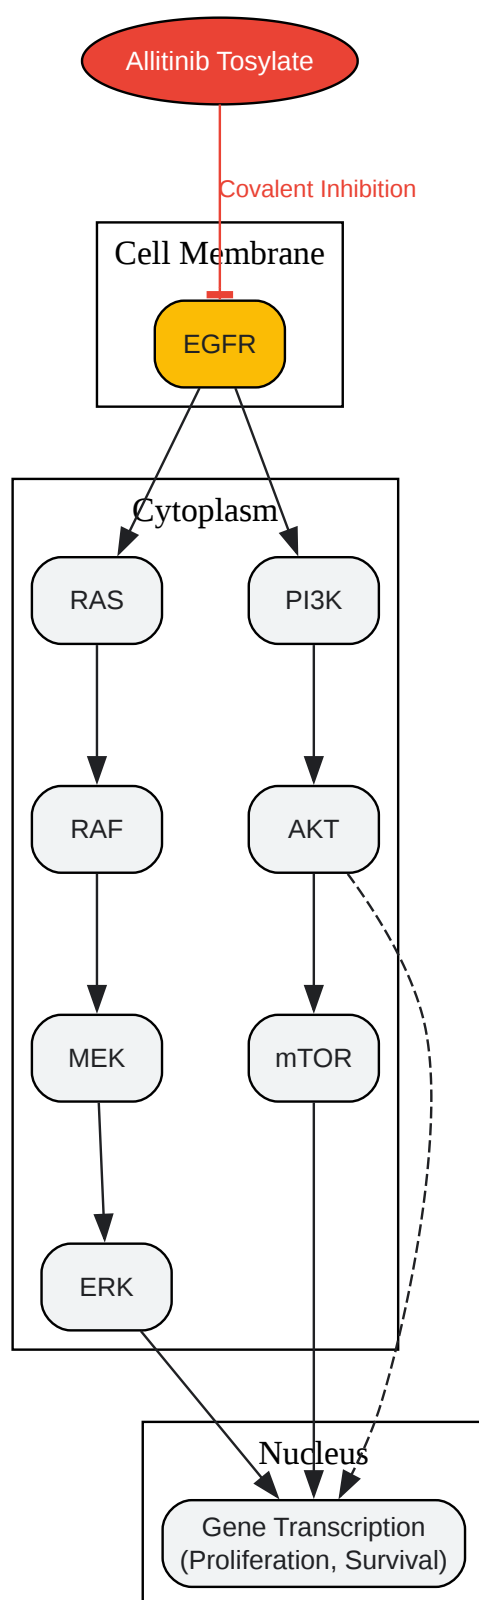 Allitinib Tosylate
Covalent Inhibition
Cell Membrane
EGFR
Cytoplasm
RAS
PI3K
RAF
AKT
MEK
mTOR
ERK
Nucleus
Gene Transcription
(Proliferation, Survival)